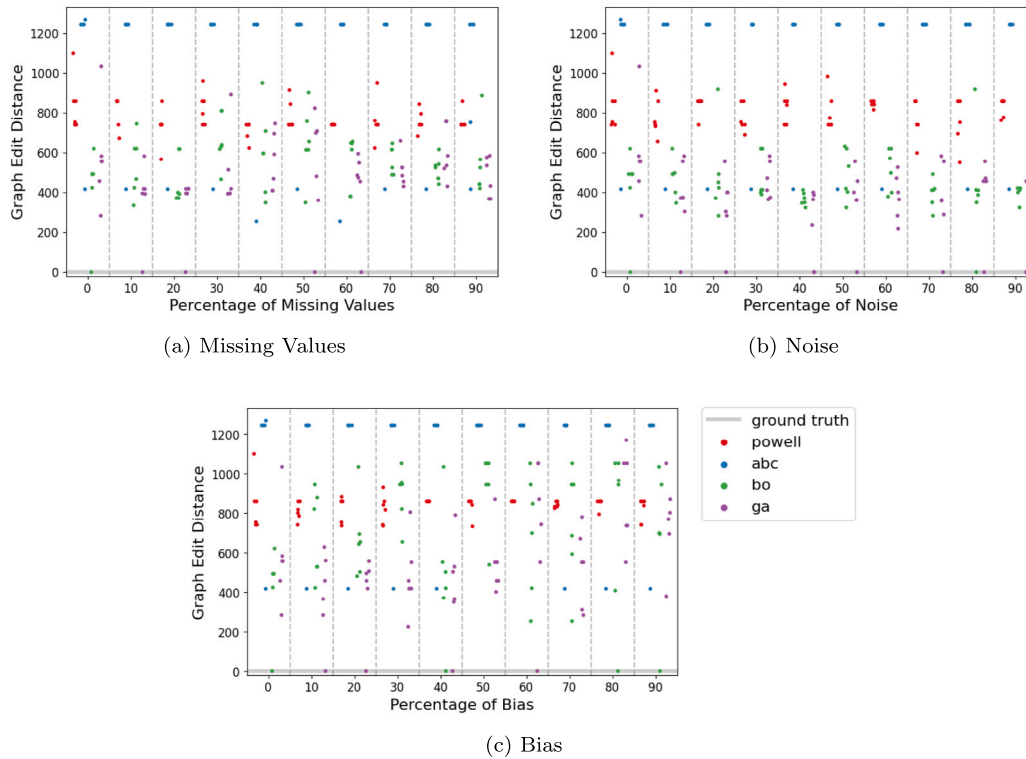 1200
1000
800
600
400
200
0
Graph Edit Distance
0 10 20 30 40 50 60 70 80 90
Percentage of Missing Values
(a) Missing Values
1200
1000
800
600
400
200
0
Graph Edit Distance
0 10 20 30 40 50 60 70 80 90
Percentage of Noise
(b) Noise
1200
1000
800
600
400
200
0
Graph Edit Distance
0 10 20 30 40 50 60 70 80 90
Percentage of Bias
ground truth
powell
abc
bo
ga
(c) Bias